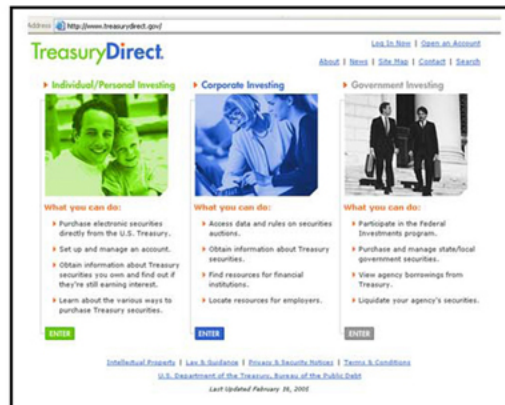 Address http://www.treasurydirect.gov/
TreasuryDirect.
Log In Now | Open an Account
About | News | Site Map | Contact | Search
Individual/Personal Investing
What you can do:
Purchase electronic securities
directly from the U.S. Treasury.
Set up and manage an account.
Obtain information about Treasury
securities you own and find out if
they're still earning interest.
Learn about the various ways to
purchase Treasury securities.
ENTER
Corporate Investing
What you can do:
Access data and rules on securities
auctions.
Obtain information about Treasury
securities.
Find resources for financial
institutions.
Locate resources for employers.
ENTER
Government Investing
What you can do:
Participate in the Federal
Investments program.
Purchase and manage state/local
government securities.
View agency borrowings from
Treasury.
Liquidate your agency's securities.
ENTER
Intellectual Property | Law & Guidance | Privacy & Security Notices | Terms & Conditions
U.S. Department of the Treasury, Bureau of the Public Debt
Last Updated February 16, 2005